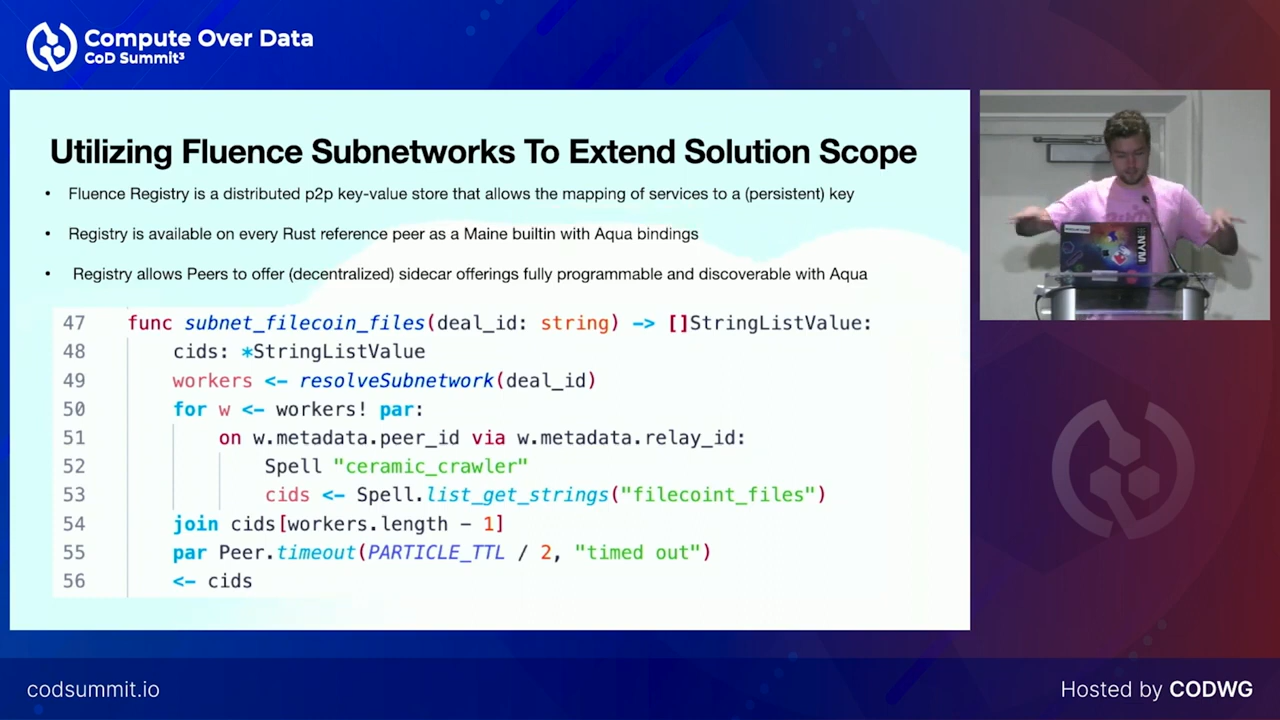 Compute Over Data
CoD Summit³
Utilizing Fluence Subnetworks To Extend Solution Scope
• Fluence Registry is a distributed p2p key-value store that allows the mapping of services to a (persistent) key
• Registry is available on every Rust reference peer as a Maine builtin with Aqua bindings
• Registry allows Peers to offer (decentralized) sidecar offerings fully programmable and discoverable with Aqua
47 func subnet_filecoin_files(deal_id: string) -> []StringListValue:
48 cids: *StringListValue
49 workers <- resolveSubnetwork(deal_id)
50 for w <- workers! par:
51 on w.metadata.peer_id via w.metadata.relay_id:
52 Spell "ceramic_crawler"
53 cids <- Spell.list_get_strings("filecoint_files")
54 join cids[workers.length - 1]
55 par Peer.timeout(PARTICLE_TTL / 2, "timed out")
56 <- cids
NYM
codsummit.io
Hosted by CODWG